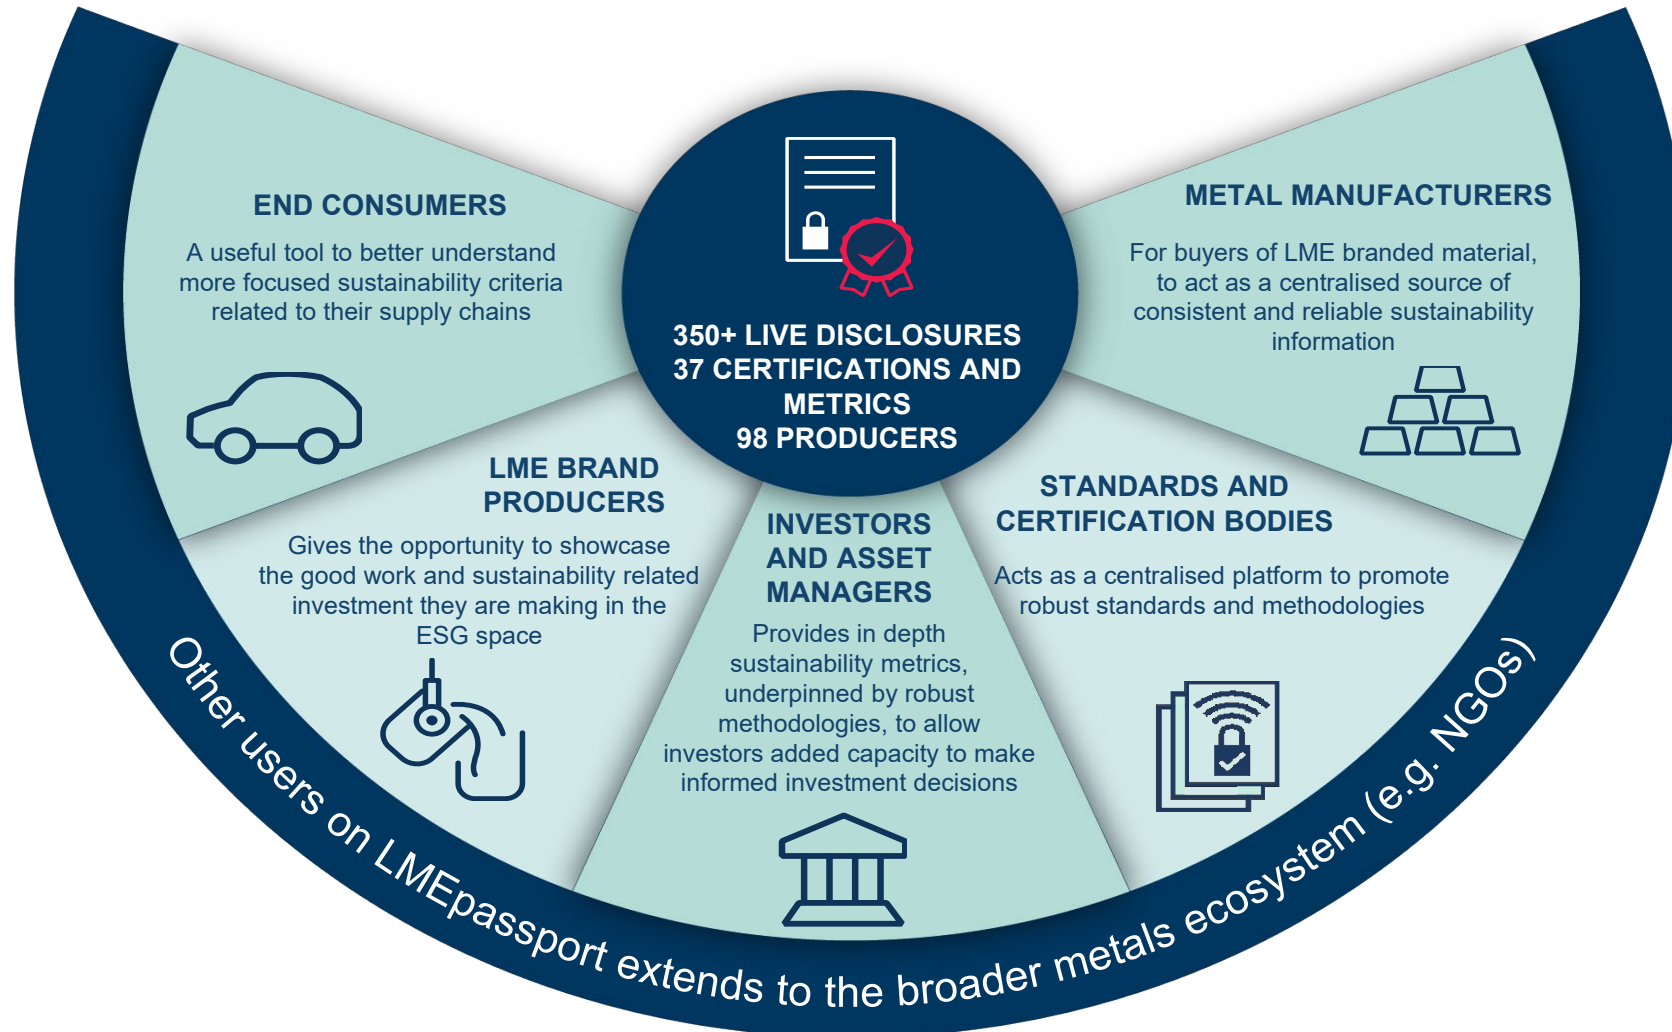 END CONSUMERS
A useful tool to better understand
more focused sustainability criteria
related to their supply chains
LME BRAND
PRODUCERS
Gives the opportunity to showcase
the good work and sustainability related
investment they are making in the
ESG space
350+ LIVE DISCLOSURES
37 CERTIFICATIONS AND
METRICS
98 PRODUCERS
INVESTORS
AND ASSET
MANAGERS
Provides in depth
sustainability metrics,
underpinned by robust
methodologies, to allow
investors added capacity to make
informed investment decisions
STANDARDS AND
CERTIFICATION BODIES
Acts as a centralised platform to promote
robust standards and methodologies
METAL MANUFACTURERS
For buyers of LME branded material,
to act as a centralised source of
consistent and reliable sustainability
information
Other users on LMEpassport extends to the broader metals ecosystem (e.g. NGOs)